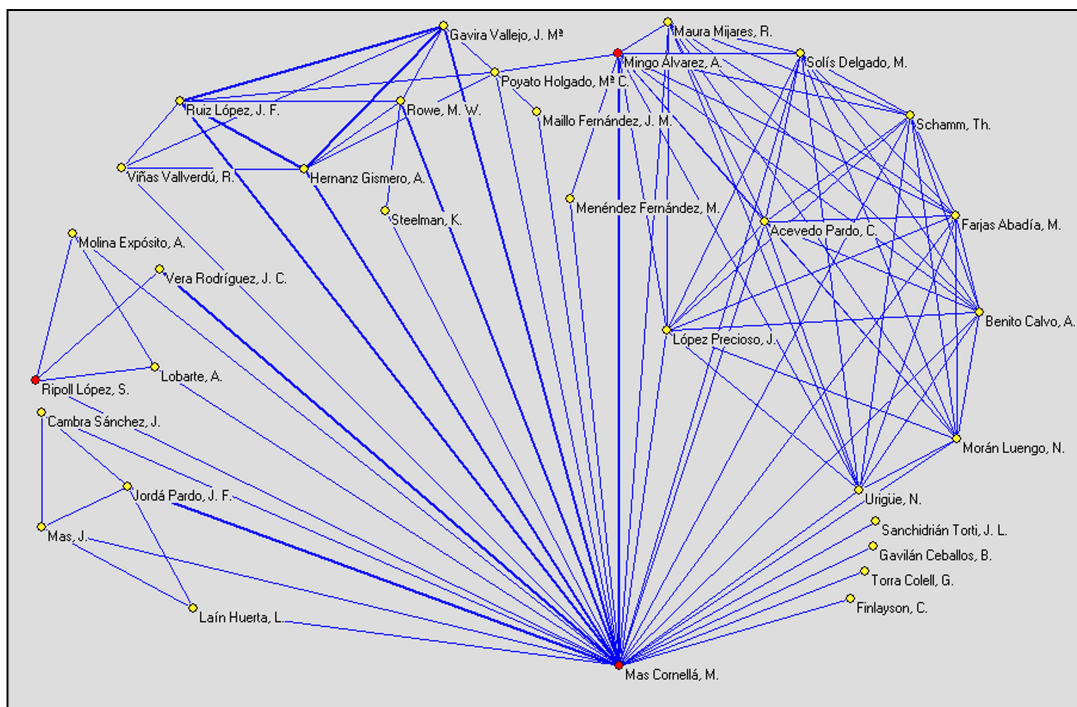 Gavira Vallejo, J. Mª
Maura Mijares, R.
Mingo Álvarez, A.
Solís Delgado, M.
Poyato Holgado, Mª C.
Ruiz López, J. F.
Rowe, M. W.
Maillo Fernández, J. M.
Schamm, Th.
Viñas Vallverdú, R.
Hernanz Gismero, A.
Menéndez Fernández, M.
Steelman, K.
Acevedo Pardo, C.
Farjas Abadía, M.
Molina Expósito, A.
Vera Rodríguez, J. C.
Benito Calvo, A.
López Precioso, J.
Lobarte, A.
Ripoll López, S.
Cambra Sánchez, J.
Morán Luengo, N.
Jordá Pardo, J. F.
Urigüe, N.
Mas, J.
Sanchidrián Torti, J. L.
Gavilán Ceballos, B.
Torra Colell, G.
Finlayson, C.
Laín Huerta, L.
Mas Cornellá, M.